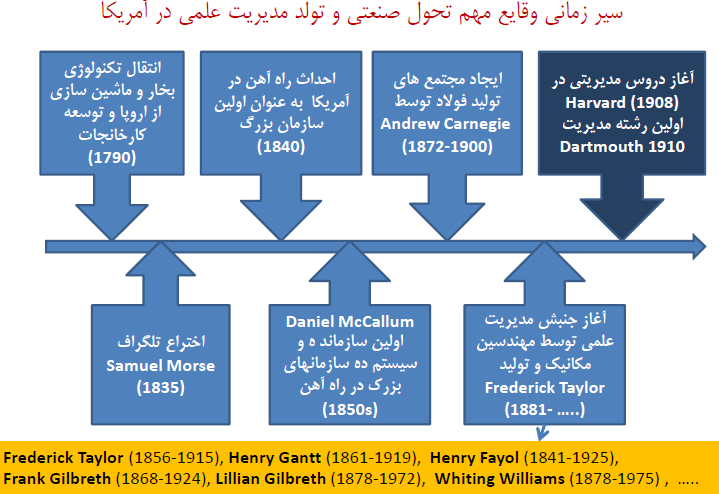 سیر زمانی وقایع مهم تحول صنعتی و تولد مدیریت علمی در آمریکا
انتقال تکنولوژی
بخار و ماشین سازی
از اروپا و توسعه
کارخانجات
(1790)
احداث راه آهن در
آمریکا به عنوان اولین
سازمان بزرگ
(1840)
ایجاد مجتمع های
تولید فولاد توسط
Andrew Carnegie
(1872-1900)
آغاز دروس مدیریتی در
Harvard (1908)
اولین رشته مدیریت
Dartmouth 1910
اختراع تلگراف
Samuel Morse
(1835)
Daniel McCallum
اولین سازمانده ه و
سیستم ده سازمانهای
بزرک در راه آهن
(1850s)
آغاز جنبش مدیریت
علمی توسط مهندسین
مکانیک و تولید
Frederick Taylor
(1881- …..)
Frederick Taylor (1856-1915), Henry Gantt (1861-1919), Henry Fayol (1841-1925),
Frank Gilbreth (1868-1924), Lillian Gilbreth (1878-1972), Whiting Williams (1878-1975) , …..